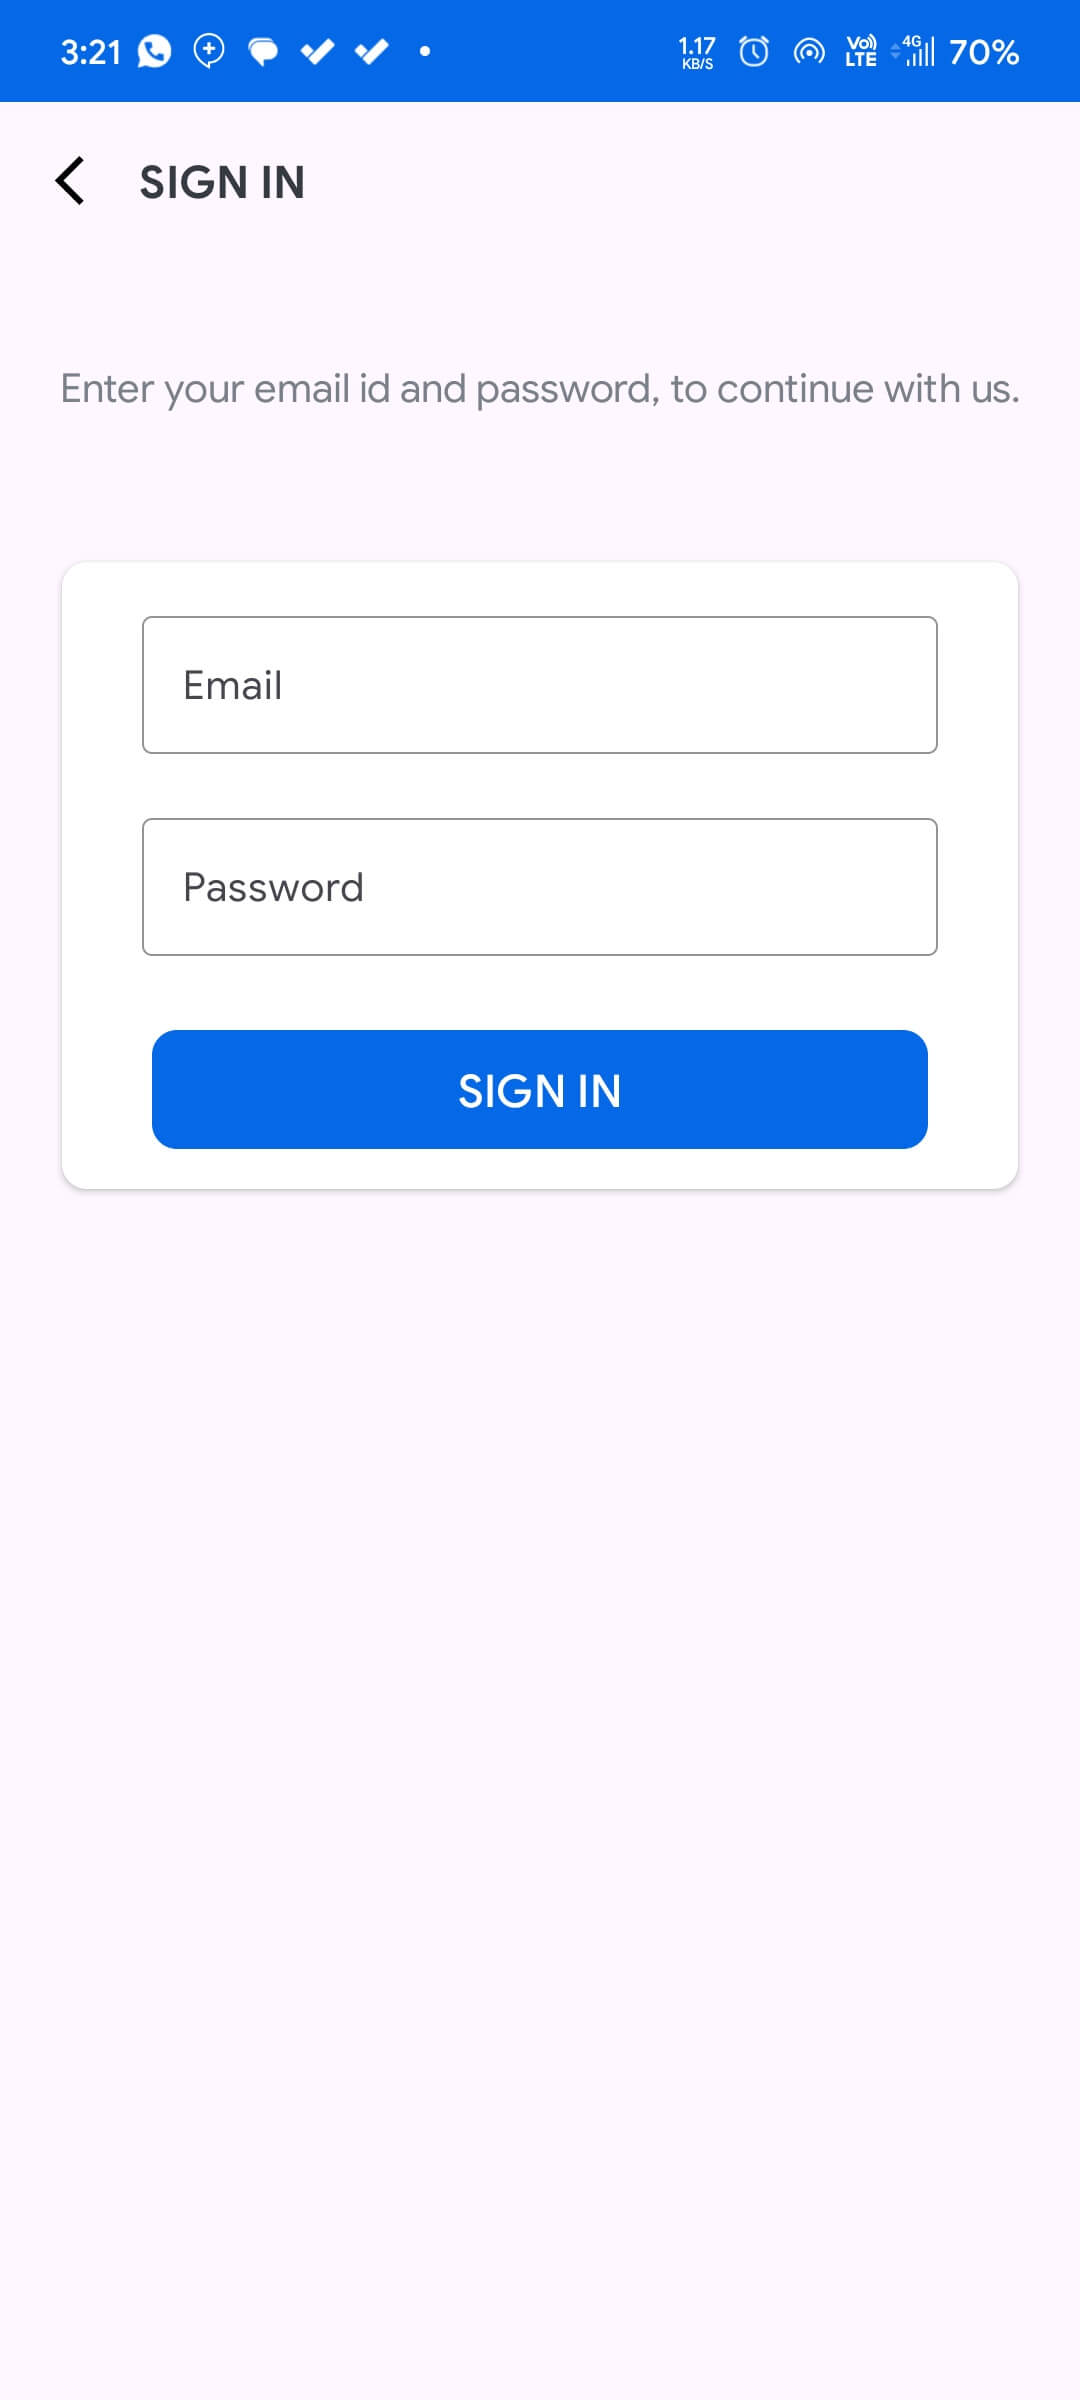 3:21 1.17 KB/S Vo)) LTE 4G 70%
SIGN IN
Enter your email id and password, to continue with us.
Email
Password
SIGN IN